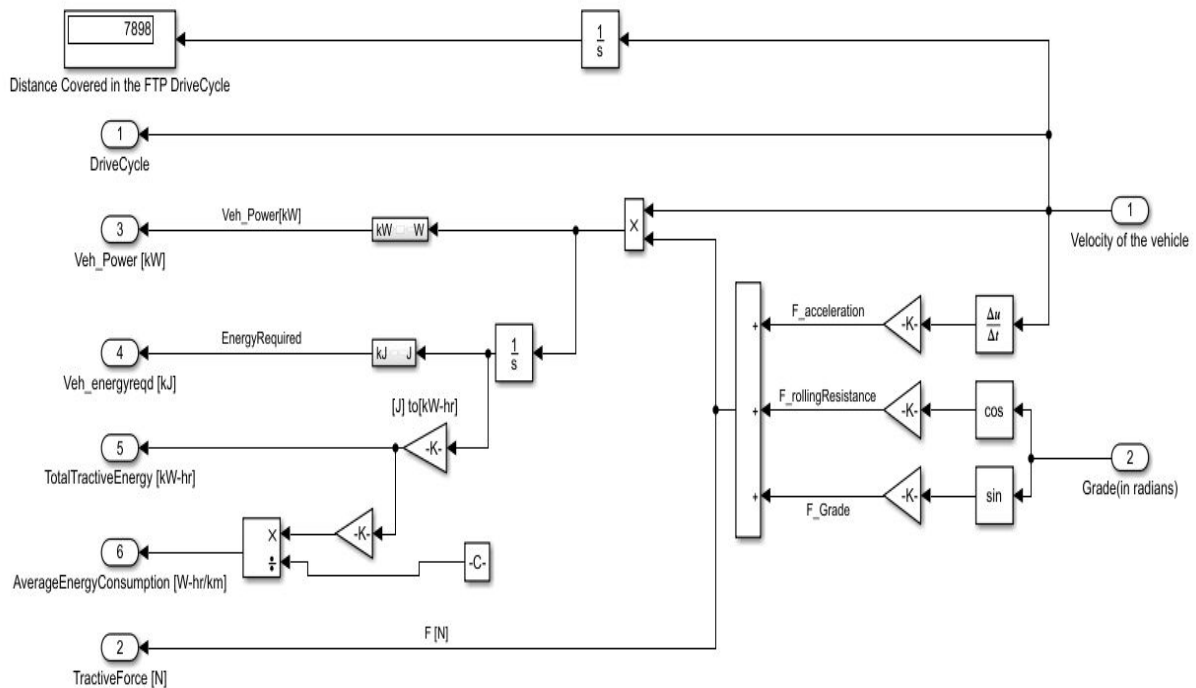 7898
1
s
Distance Covered in the FTP DriveCycle
1
DriveCycle
Veh_Power[kW]
3
kW W
X
1
Veh_Power [kW]
Velocity of the vehicle
F_acceleration
-K-
Δu
Δt
+
EnergyRequired
4
kJ J
1
s
Veh_energyreqd [kJ]
F_rollingResistance
-K-
cos
+
[J] to[kW-hr]
5
-K-
TotalTractiveEnergy [kW-hr]
2
Grade(in radians)
-K-
sin
+
F_Grade
-K-
X
÷
6
-C-
AverageEnergyConsumption [W-hr/km]
F [N]
2
TractiveForce [N]